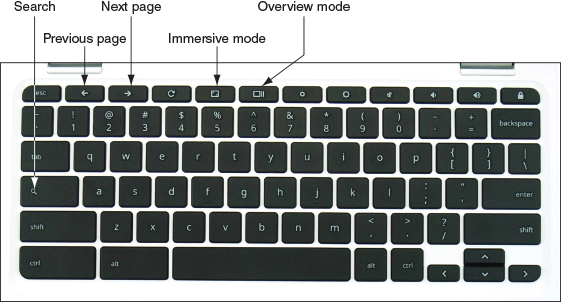 Search Next page Overview mode
Previous page Immersive mode
esc
! @ # $ % ^ & * ( ) - +
1 2 3 4 5 6 7 8 9 0 - = backspace
tab q w e r t y u i o p { } |
[ ] \
a s d f g h j k l : " enter
; '
shift z x c v b n m < > ?/ shift
, .
ctrl alt alt ctrl